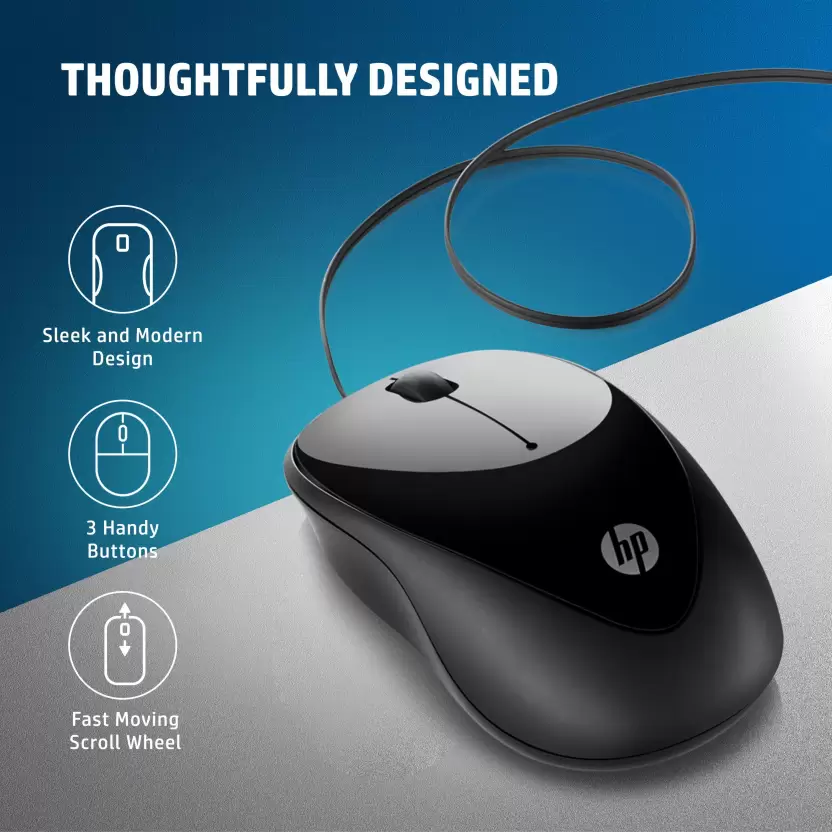 THOUGHTFULLY DESIGNED
Sleek and Modern
Design
3 Handy
Buttons
Fast Moving
Scroll Wheel
hp